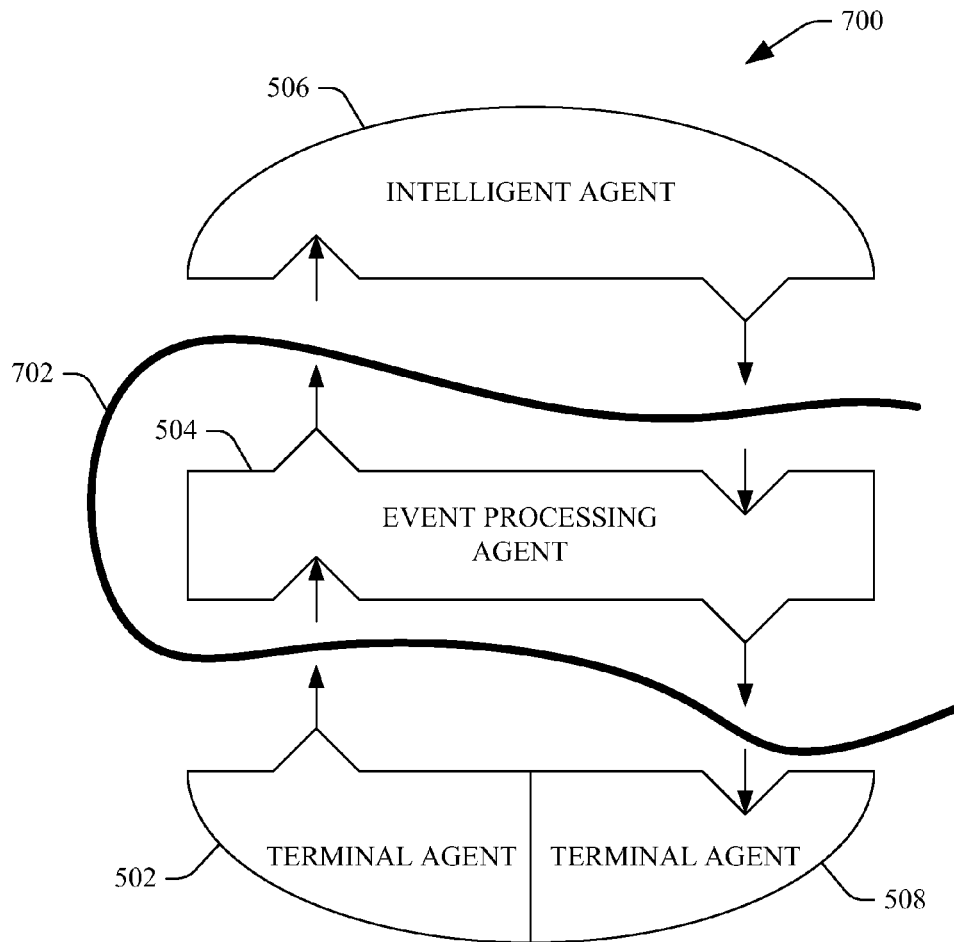 700
506
INTELLIGENT AGENT
702
504
EVENT PROCESSING
AGENT
TERMINAL AGENT
TERMINAL AGENT
502
508